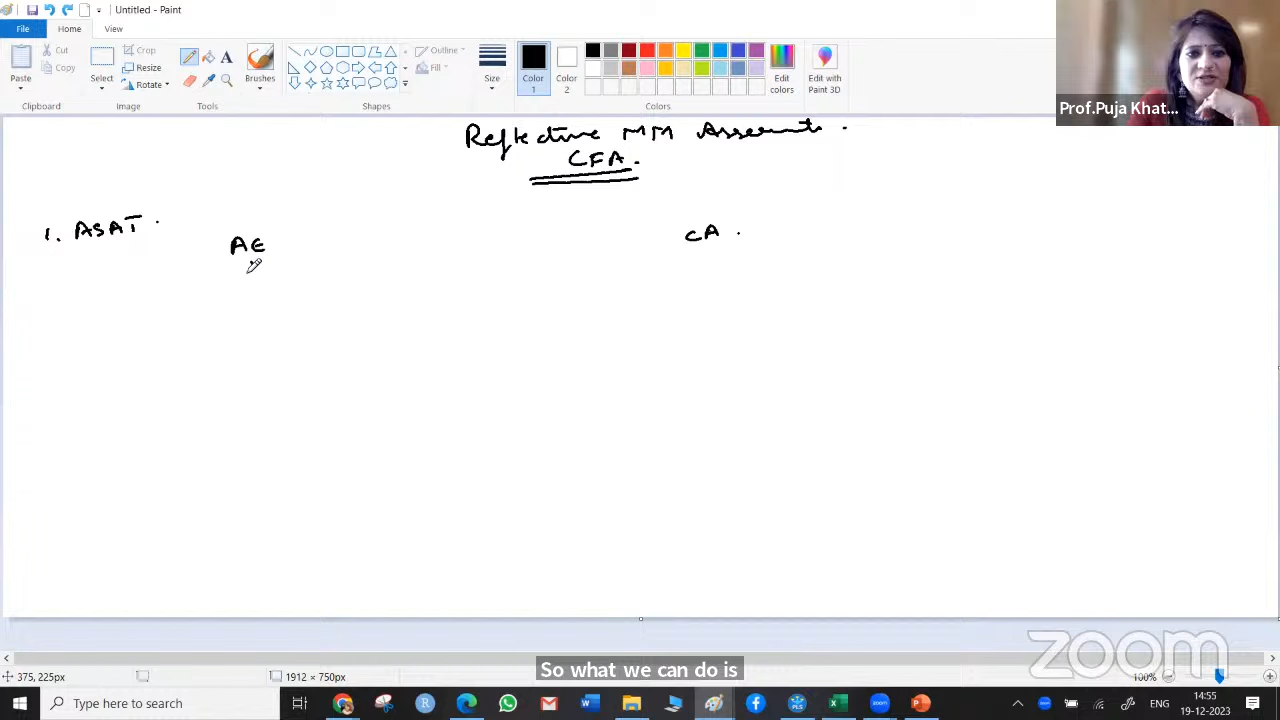 Untitled - Paint
File
Home
View
Paste
Cut
Copy
Clipboard
Select
Crop
Resize
Rotate
Image
Tools
Brushes
Outline
Fill
Shapes
Size
Color 1
Color 2
Edit colors
Edit with Paint 3D
Colors
Prof.Puja Khat...
Reflective MM Assessment.
CFA.
1. ASAT.
AE
CA.
zoom
So what we can do is
375, 225px
1912 × 750px
100%
Type here to search
ENG
14:55
19-12-2023